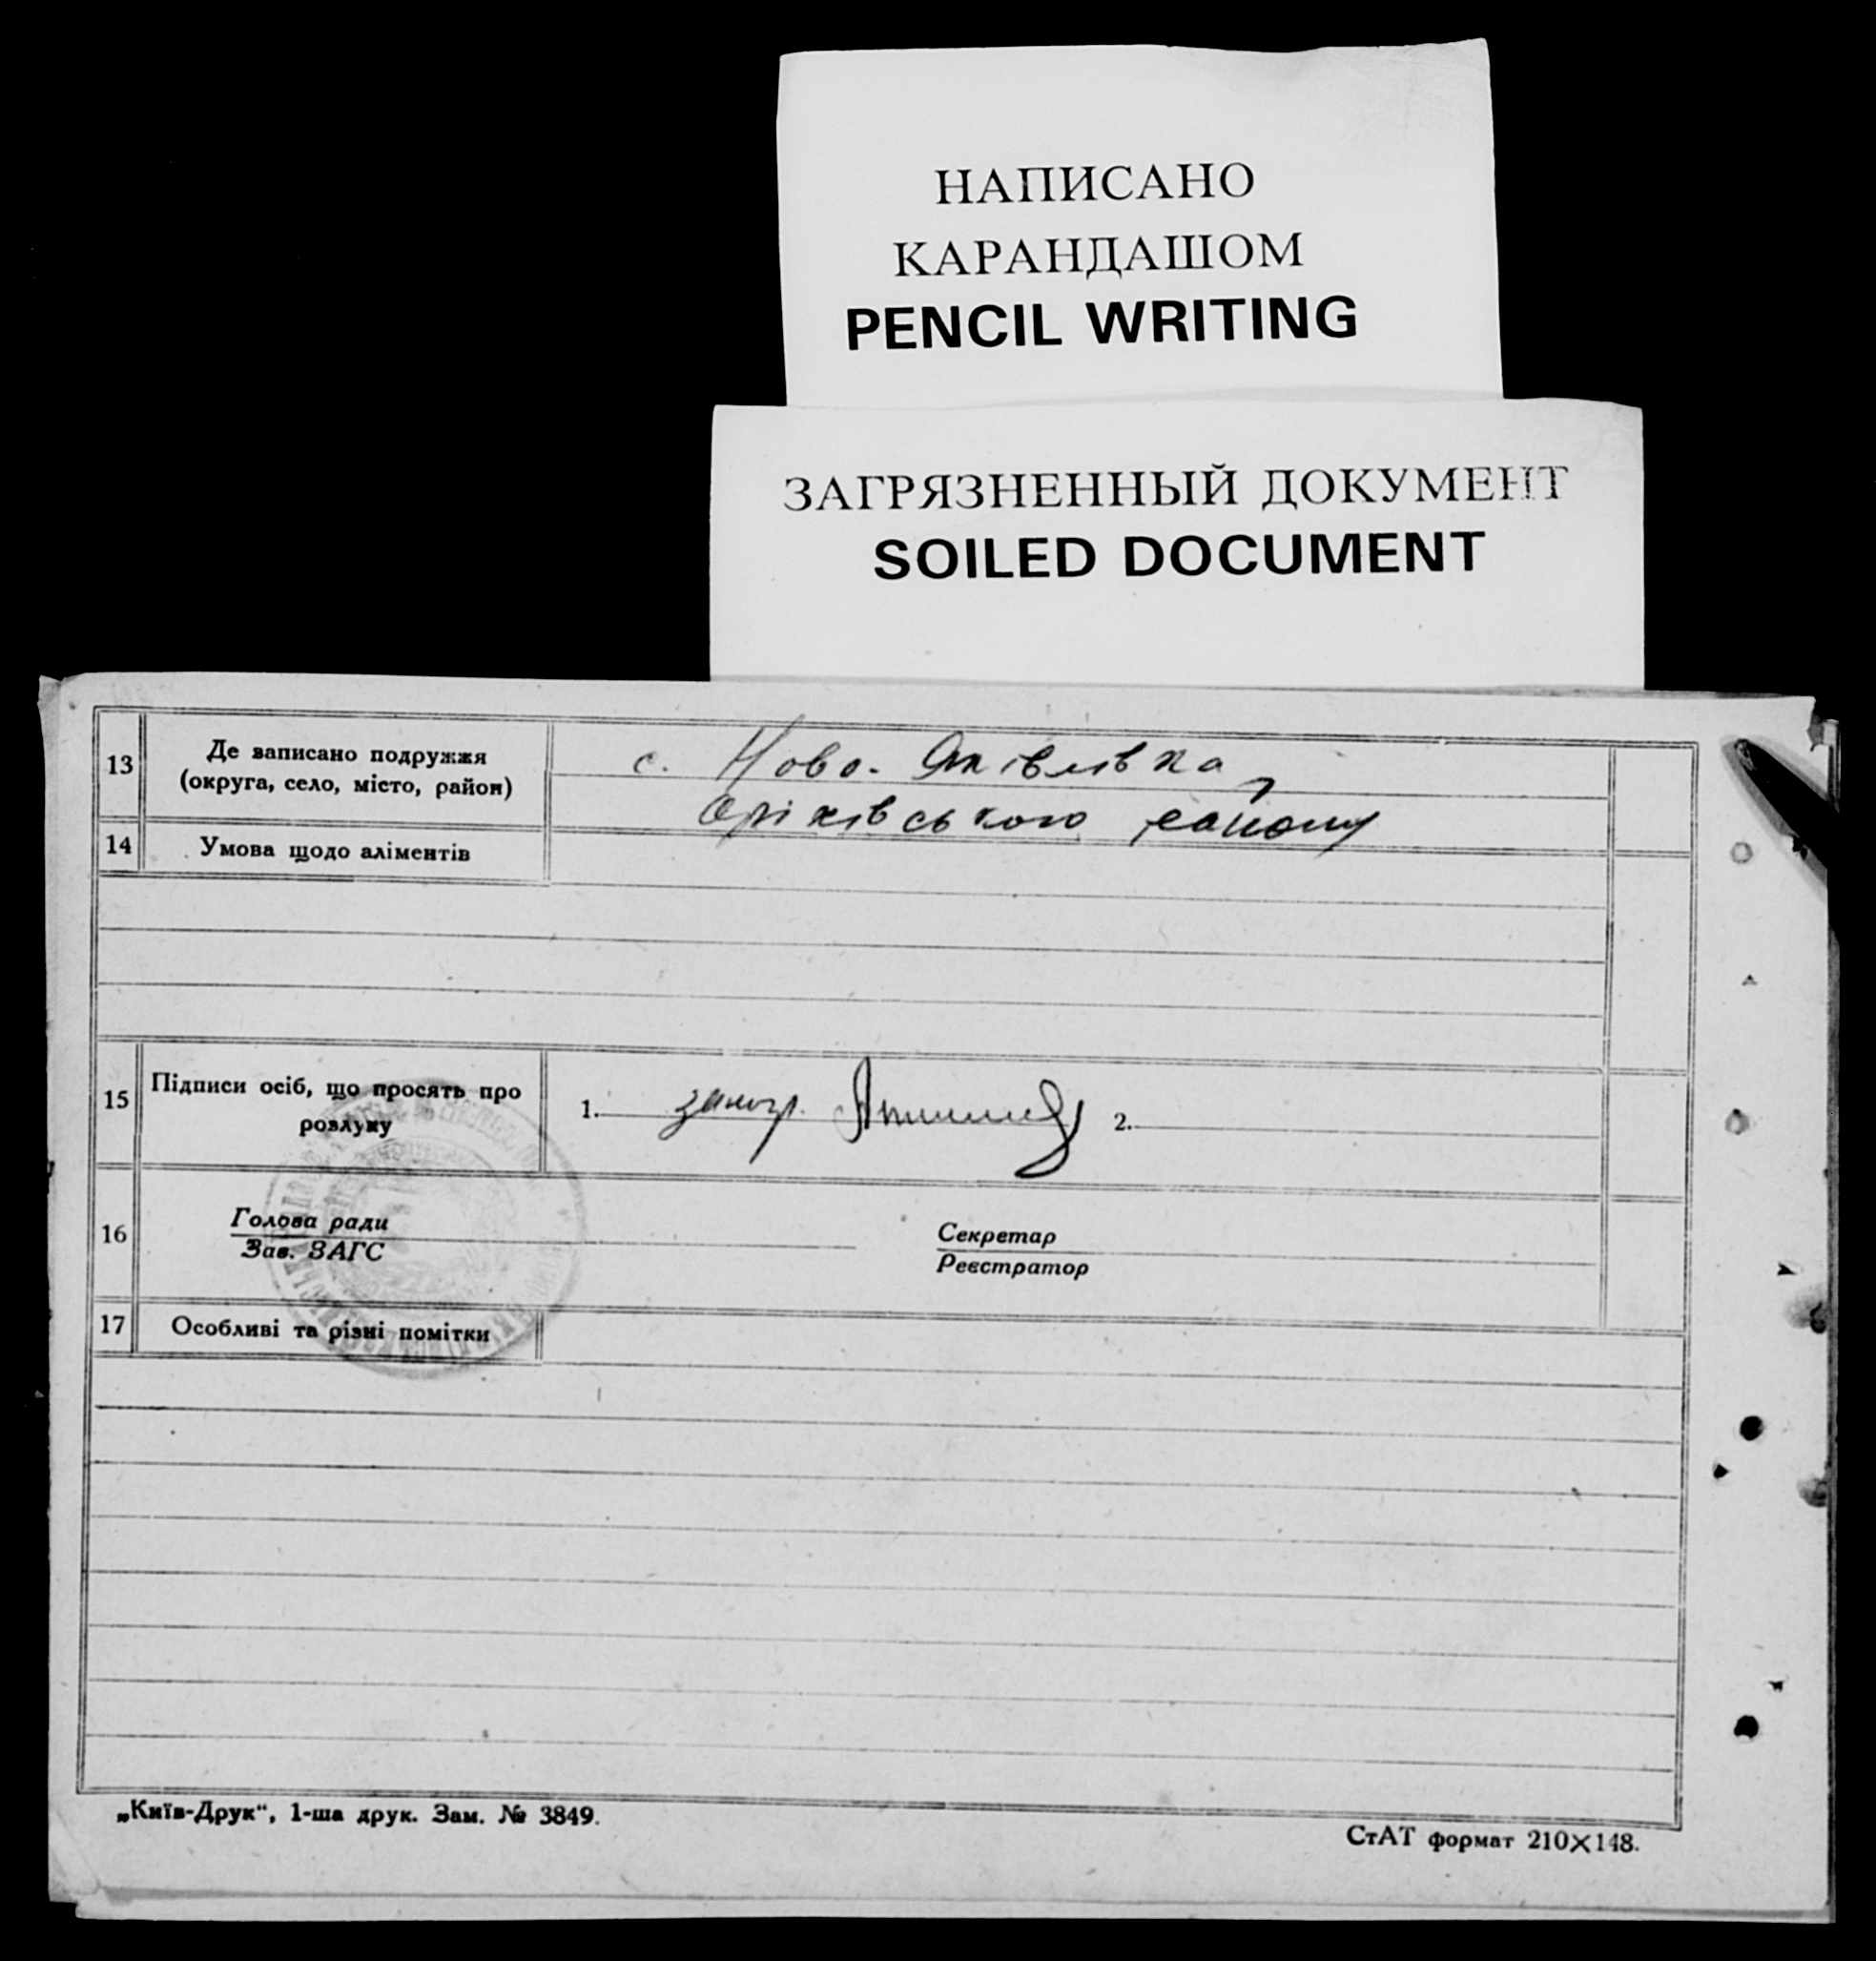 НАПИСАНО
КАРАНДАШОМ
PENCIL WRITING
ЗАГРЯЗНЕННЫЙ ДОКУМЕНТ
SOILED DOCUMENT
13 Де записано подружжя
(округа, село, місто, район)
с. Ново-Яківлівка,
Оріхівського району
14 Умова щодо аліментів
15 Підписи осіб, що просять про
розлуку
1. 2.
16 Голова ради
Зав. ЗАГС
Секретар
Реєстратор
17 Особливі та різні помітки
„Київ-Друк“, 1-ша друк. Зам. № 3849.
СтАТ формат 210×148.